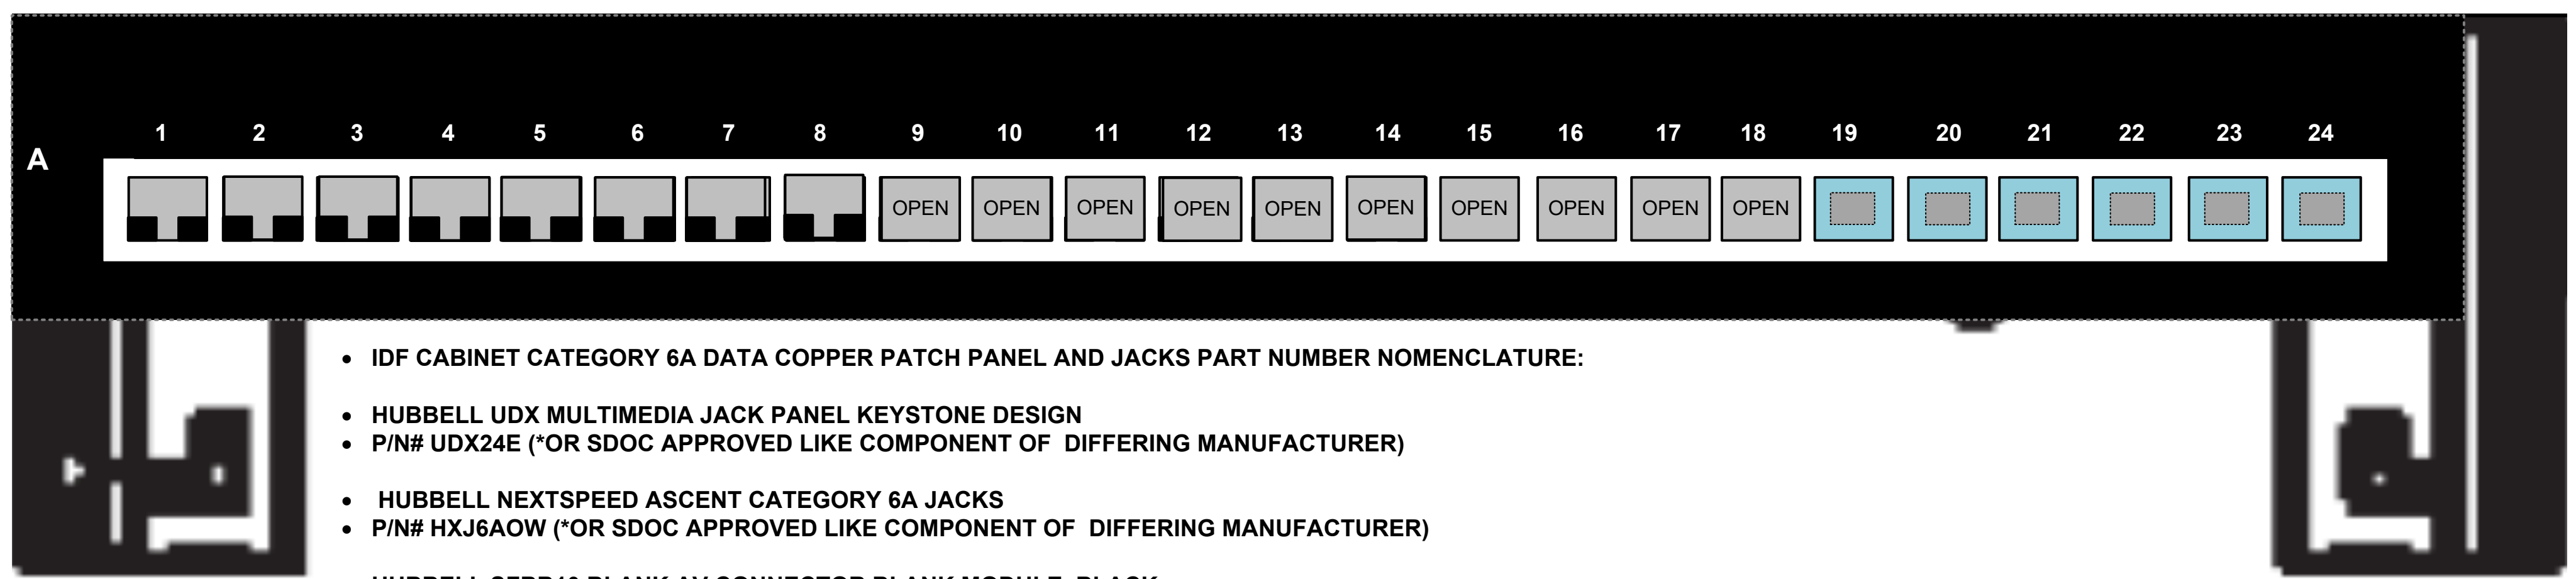 1 2 3 4 5 6 7 8 9 10 11 12 13 14 15 16 17 18 19 20 21 22 23 24
A
OPEN OPEN OPEN OPEN OPEN OPEN OPEN OPEN OPEN OPEN
• IDF CABINET CATEGORY 6A DATA COPPER PATCH PANEL AND JACKS PART NUMBER NOMENCLATURE:
• HUBBELL UDX MULTIMEDIA JACK PANEL KEYSTONE DESIGN
• P/N# UDX24E (*OR SDOC APPROVED LIKE COMPONENT OF DIFFERING MANUFACTURER)
• HUBBELL NEXTSPEED ASCENT CATEGORY 6A JACKS
• P/N# HXJ6AOW (*OR SDOC APPROVED LIKE COMPONENT OF DIFFERING MANUFACTURER)